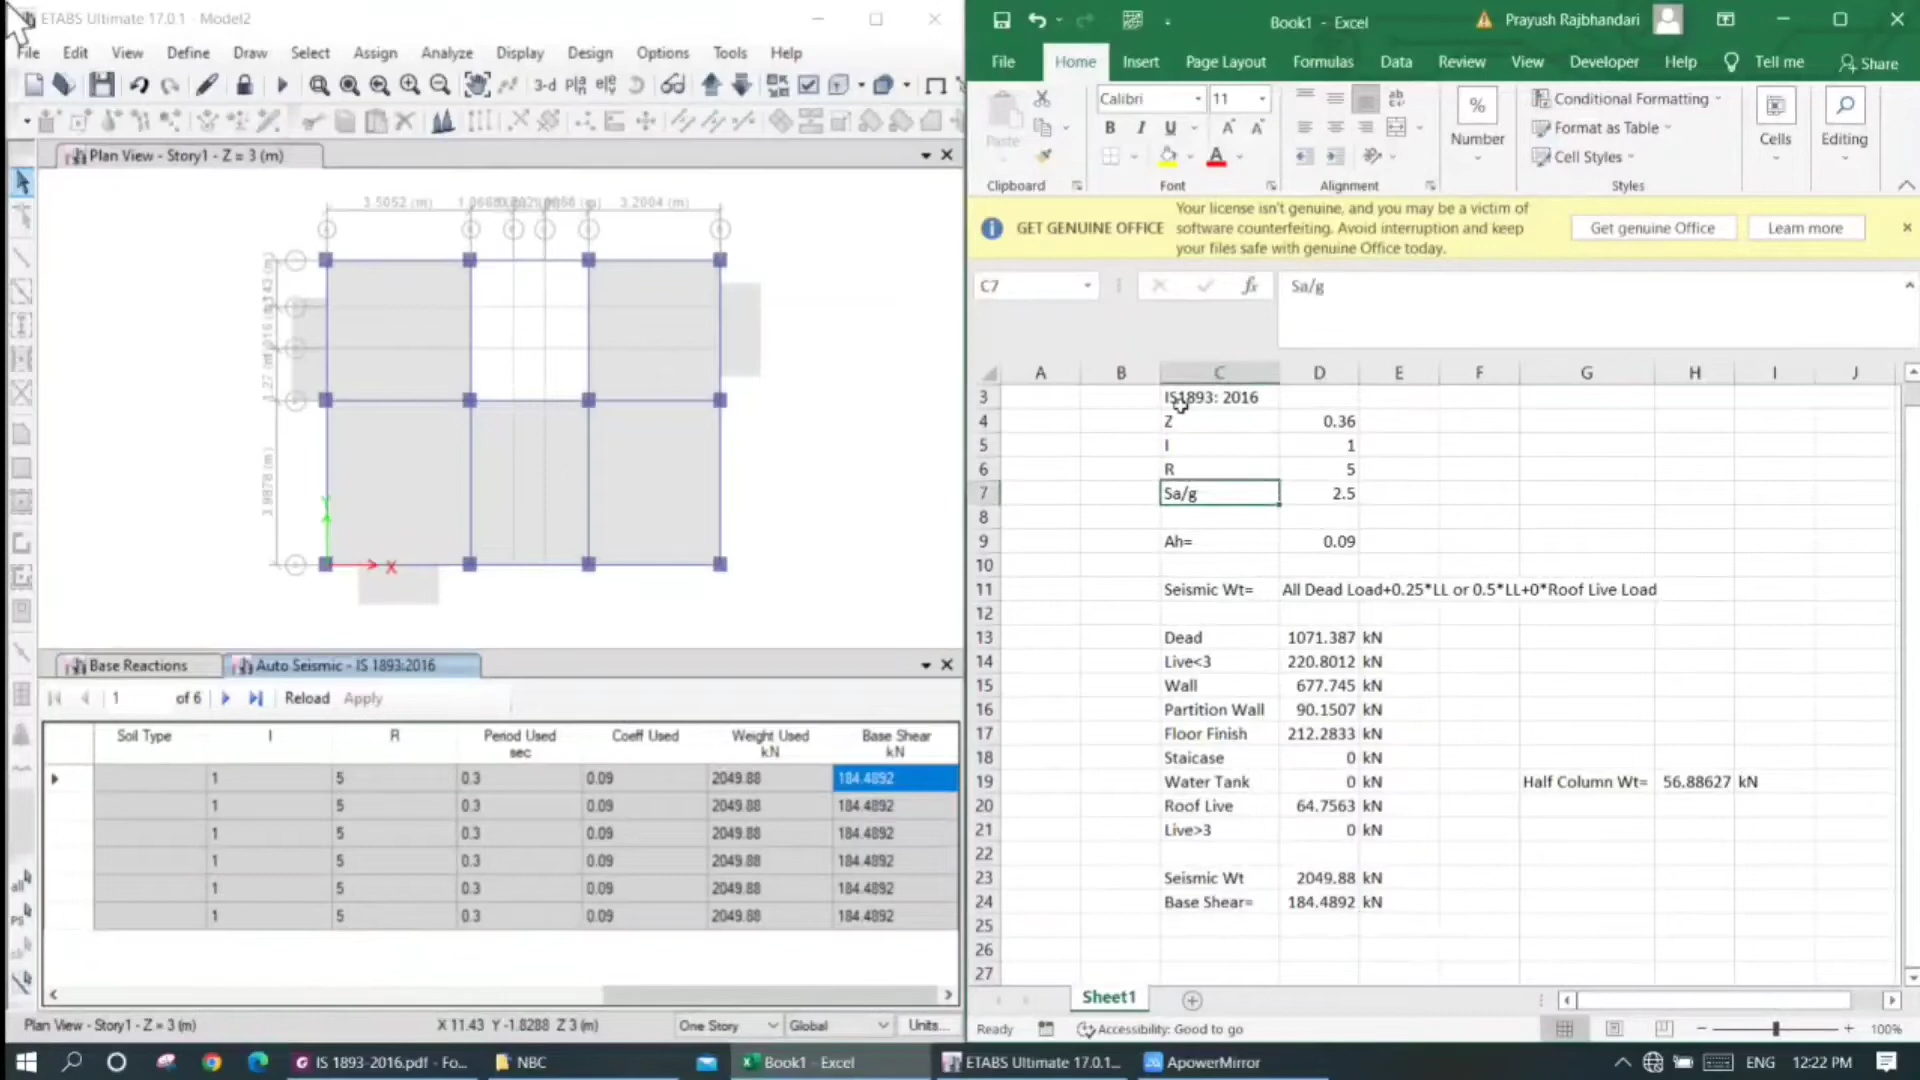 ETABS Ultimate 17.0.1 - Model2
File Edit View Define Draw Select Assign Analyze Display Design Options Tools Help
3-d
Plan View - Story1 - Z = 3 (m)
3.5052 (m) 3.2004 (m)
1.27 (m)
3.9878 (m)
Y
X
Base Reactions
Auto Seismic - IS 1893:2016
1 of 6 Reload Apply
Soil Type I R Period Used sec Coeff Used Weight Used kN Base Shear kN
1 5 0.3 0.09 2049.88 184.4892
1 5 0.3 0.09 2049.88 184.4892
1 5 0.3 0.09 2049.88 184.4892
1 5 0.3 0.09 2049.88 184.4892
1 5 0.3 0.09 2049.88 184.4892
1 5 0.3 0.09 2049.88 184.4892
all
PS
clr
Plan View - Story1 - Z = 3 (m) X 11.43 Y -1.8288 Z 3 (m) One Story Global Units...
Book1 - Excel Prayush Rajbhandari
File Home Insert Page Layout Formulas Data Review View Developer Help Tell me Share
Paste
Clipboard
Calibri 11
B I U
Font
Alignment
% Number
Conditional Formatting
Format as Table
Cell Styles
Styles
Cells
Editing
GET GENUINE OFFICE
Your license isn't genuine, and you may be a victim of
software counterfeiting. Avoid interruption and keep
your files safe with genuine Office today.
Get genuine Office
Learn more
C7 fx Sa/g
A B C D E F G H I J
3 IS1893: 2016
4 Z 0.36
5 I 1
6 R 5
7 Sa/g 2.5
8
9 Ah= 0.09
10
11 Seismic Wt= All Dead Load+0.25*LL or 0.5*LL+0*Roof Live Load
12
13 Dead 1071.387 kN
14 Live<3 220.8012 kN
15 Wall 677.745 kN
16 Partition Wall 90.1507 kN
17 Floor Finish 212.2833 kN
18 Staicase 0 kN
19 Water Tank 0 kN Half Column Wt= 56.88627 kN
20 Roof Live 64.7563 kN
21 Live>3 0 kN
22
23 Seismic Wt 2049.88 kN
24 Base Shear= 184.4892 kN
25
26
27
Sheet1
Ready Accessibility: Good to go 100%
IS 1893-2016.pdf - Fo... NBC Book1 - Excel ETABS Ultimate 17.0.1... ApowerMirror ENG 12:22 PM